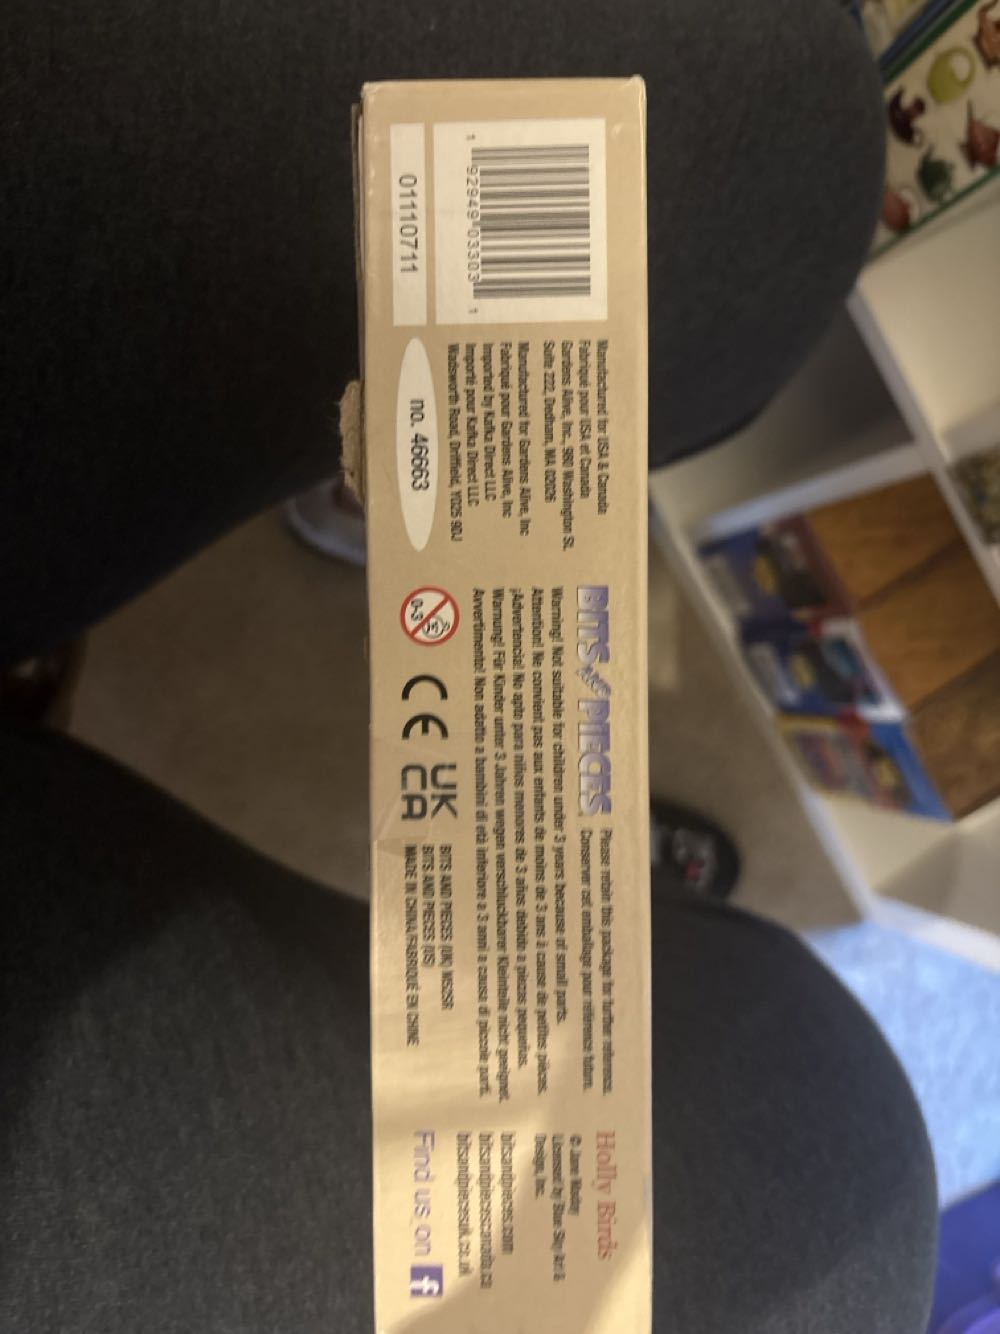 1 92949 03303 1
01110711
Manufactured for USA & Canada
Fabriqué pour USA et Canada
Gardens Alive, Inc., 980 Washington St.
Suite 222, Dedham, MA 02026
Manufactured for Gardens Alive, Inc
Fabriqué pour Gardens Alive, Inc
Imported by Kafka Direct LLC
Importé pour Kafka Direct LLC
Wadsworth Road, Driffield, YO25 9DJ
no. 46663
BITS and PIECES
Please retain this package for further reference.
Conserver cet emballage pour référence future.
Warning! Not suitable for children under 3 years because of small parts.
Attention! Ne convient pas aux enfants de moins de 3 ans à cause de petites pièces.
¡Advertencia! No apto para niños menores de 3 años debido a piezas pequeñas.
Warnung! Für Kinder unter 3 Jahren wegen verschluckbarer Kleinteile nicht geeignet.
Avvertimento! Non adatto a bambini di età inferiore a 3 anni a causa di piccole parti.
0-3
CE
UK
CA
BITS AND PIECES (UK)
BITS AND PIECES (US)
MADE IN CHINA/FABRIQUÉ EN CHINE
Holly Birds
© Jane Maday
Licensed by Blue Sky Art &
Design, Inc.
bitsandpieces.com
bitsandpiecescanada.ca
bitsandpiecesuk.co.uk
Find us on f